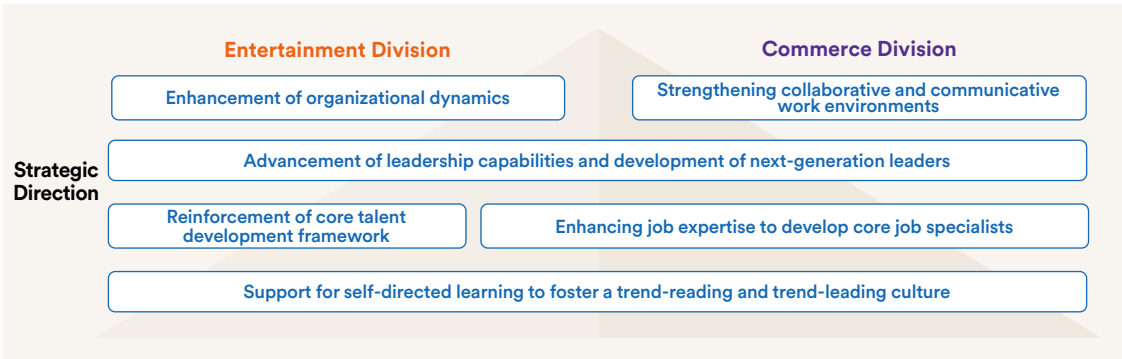 Entertainment Division
Commerce Division
Enhancement of organizational dynamics
Strengthening collaborative and communicative
work environments
Strategic
Direction
Advancement of leadership capabilities and development of next-generation leaders
Reinforcement of core talent
development framework
Enhancing job expertise to develop core job specialists
Support for self-directed learning to foster a trend-reading and trend-leading culture